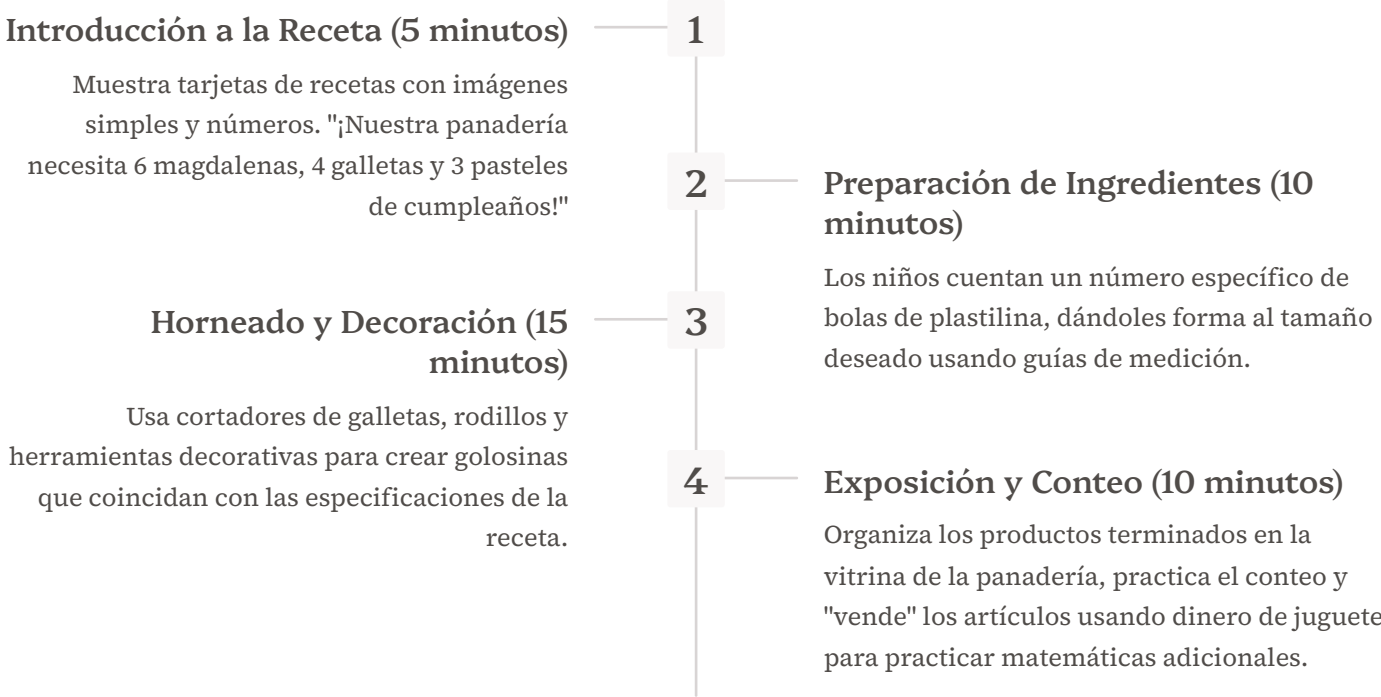 Introducción a la Receta (5 minutos)
1
Muestra tarjetas de recetas con imágenes
simples y números. "¡Nuestra panadería
necesita 6 magdalenas, 4 galletas y 3 pasteles
de cumpleaños!"
2
Preparación de Ingredientes (10
minutos)
Los niños cuentan un número específico de
bolas de plastilina, dándoles forma al tamaño
deseado usando guías de medición.
Horneado y Decoración (15
minutos)
3
Usa cortadores de galletas, rodillos y
herramientas decorativas para crear golosinas
que coincidan con las especificaciones de la
receta.
4
Exposición y Conteo (10 minutos)
Organiza los productos terminados en la
vitrina de la panadería, practica el conteo y
"vende" los artículos usando dinero de juguete
para practicar matemáticas adicionales.